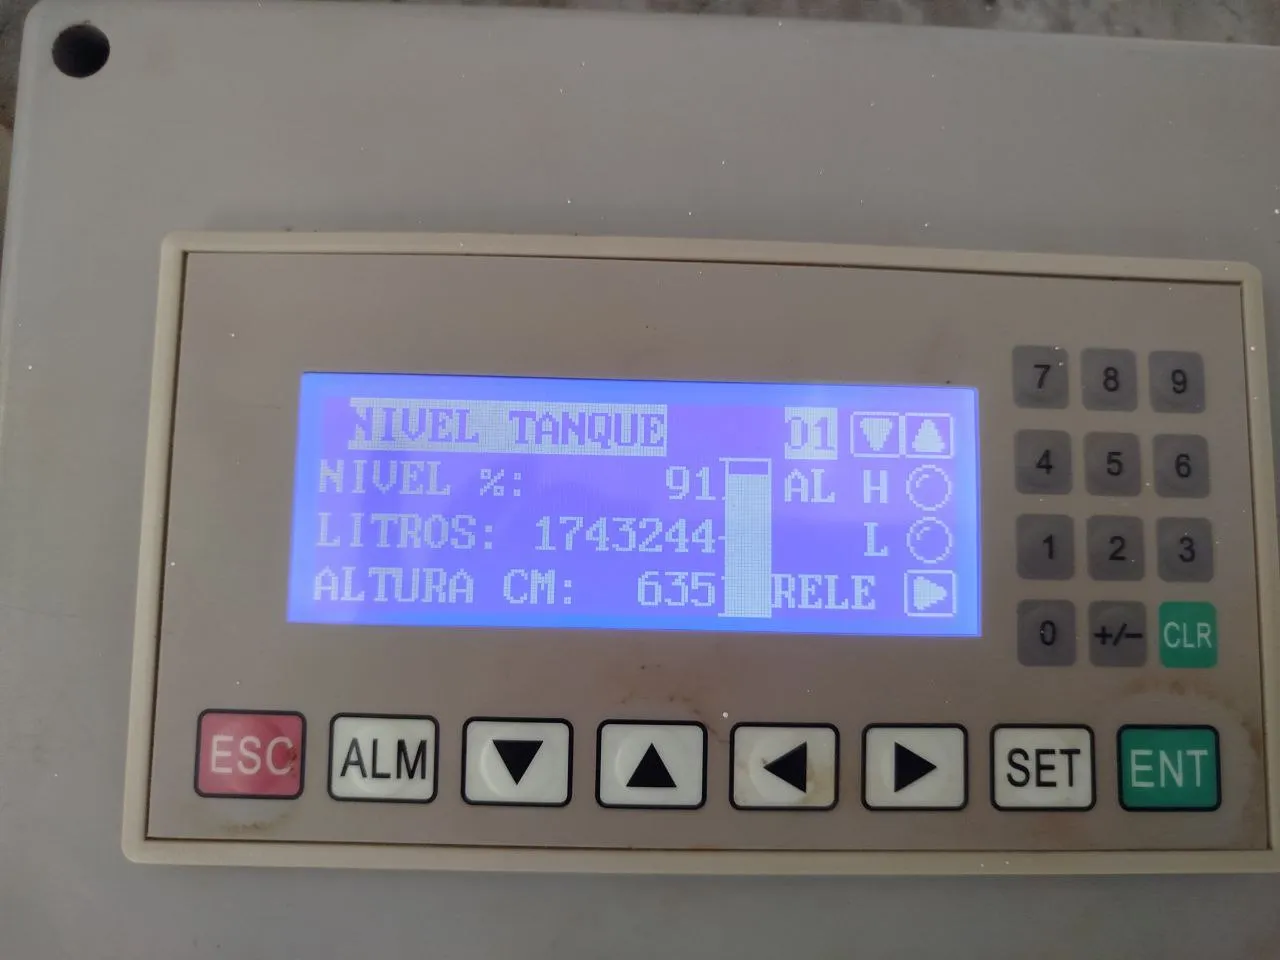 NIVEL TANQUE 01
NIVEL %: 91 AL H
LITROS: 1743244 L
ALTURA CM: 635 RELE
7 8 9
4 5 6
1 2 3
0 +/- CLR
ESC ALM SET ENT